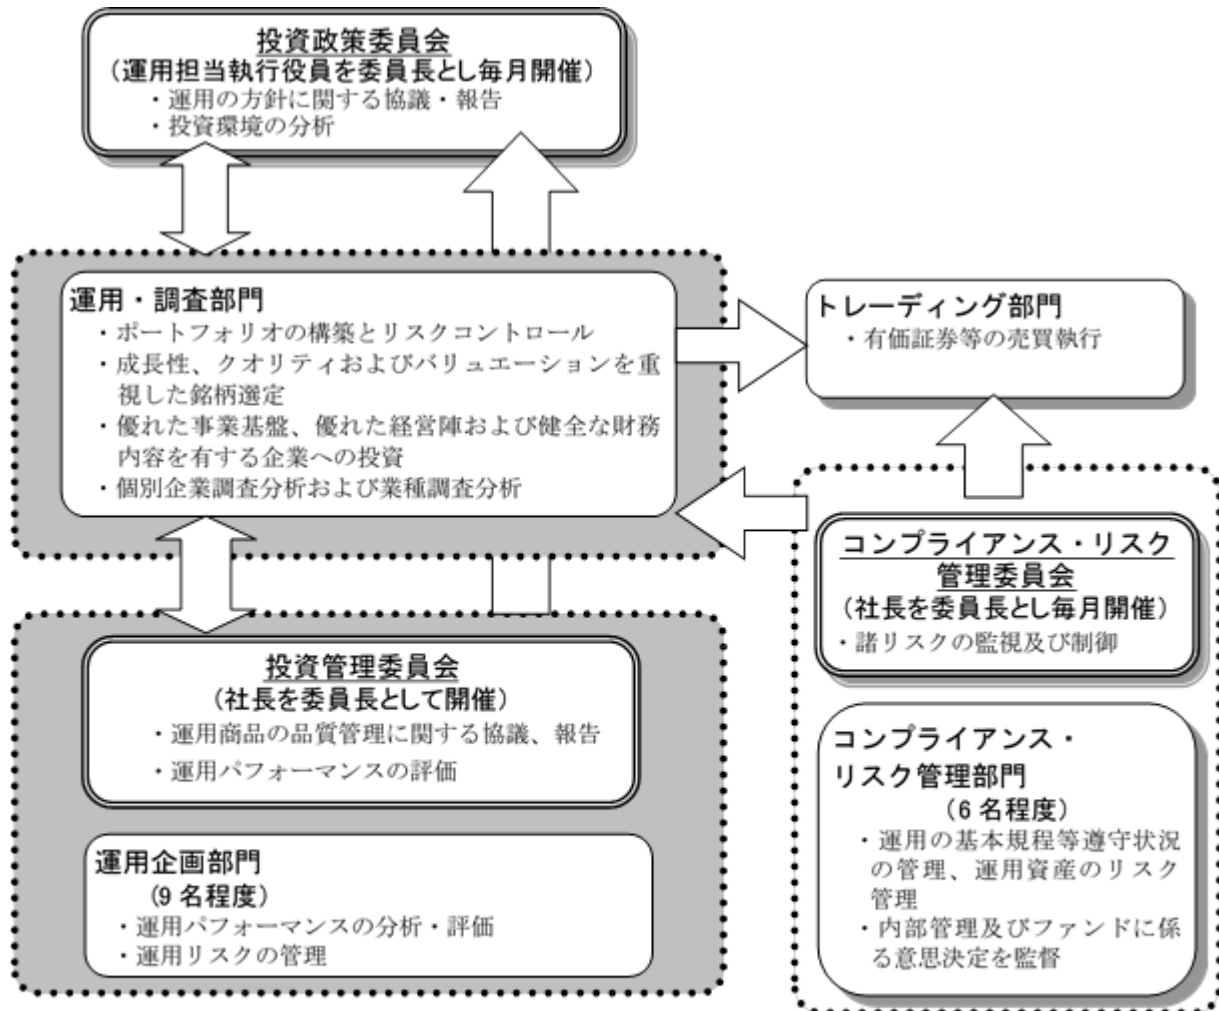 投資政策委員会
（運用担当執行役員を委員長とし毎月開催）
・運用の方針に関する協議・報告
・投資環境の分析
運用・調査部門
・ポートフォリオの構築とリスクコントロール
・成長性、クオリティおよびバリュエーションを重
視した銘柄選定
・優れた事業基盤、優れた経営陣および健全な財務
内容を有する企業への投資
・個別企業調査分析および業種調査分析
トレーディング部門
・有価証券等の売買執行
投資管理委員会
（社長を委員長として開催）
・運用商品の品質管理に関する協議、報告
・運用パフォーマンスの評価
運用企画部門
（9 名程度）
・運用パフォーマンスの分析・評価
・運用リスクの管理
コンプライアンス・リスク
管理委員会
（社長を委員長とし毎月開催）
・諸リスクの監視及び制御
コンプライアンス・
リスク管理部門
（6 名程度）
・運用の基本規程等遵守状況
の管理、運用資産のリスク
管理
・内部管理及びファンドに係
る意思決定を監督